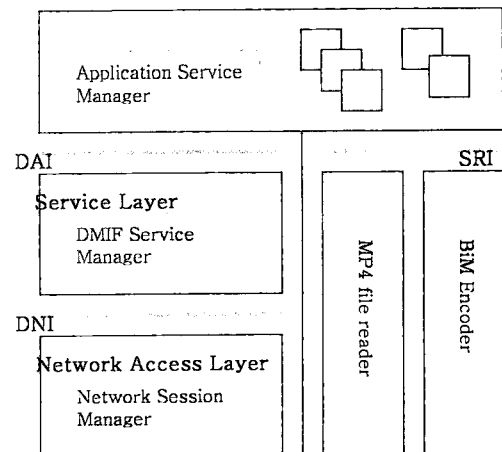 Application Service
Manager
DAI
SRI
Service Layer
DMIF Service
Manager
DNI
Network Access Layer
Network Session
Manager
MP4 file reader
BiM Encoder